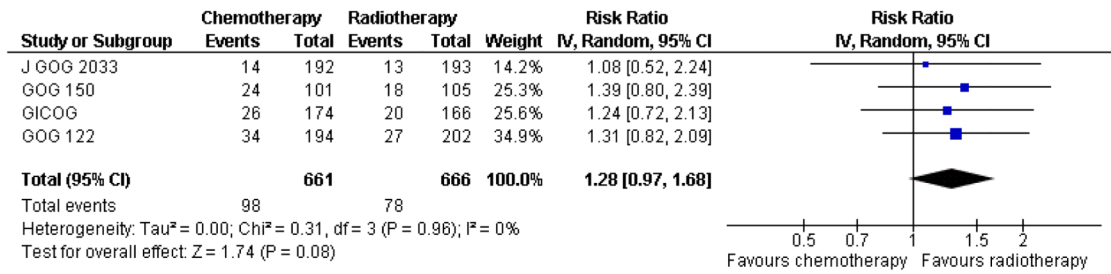 Chemotherapy Radiotherapy Risk Ratio Risk Ratio
Study or Subgroup Events Total Events Total Weight IV, Random, 95% CI IV, Random, 95% CI
J GOG 2033 14 192 13 193 14.2% 1.08 [0.52, 2.24]
GOG 150 24 101 18 105 25.3% 1.39 [0.80, 2.39]
GICOG 26 174 20 166 25.6% 1.24 [0.72, 2.13]
GOG 122 34 194 27 202 34.9% 1.31 [0.82, 2.09]
Total (95% CI) 661 666 100.0% 1.28 [0.97, 1.68]
Total events 98 78
Heterogeneity: Tau² = 0.00; Chi² = 0.31, df = 3 (P = 0.96); I² = 0%
Test for overall effect: Z = 1.74 (P = 0.08)
0.5 0.7 1 1.5 2
Favours chemotherapy Favours radiotherapy